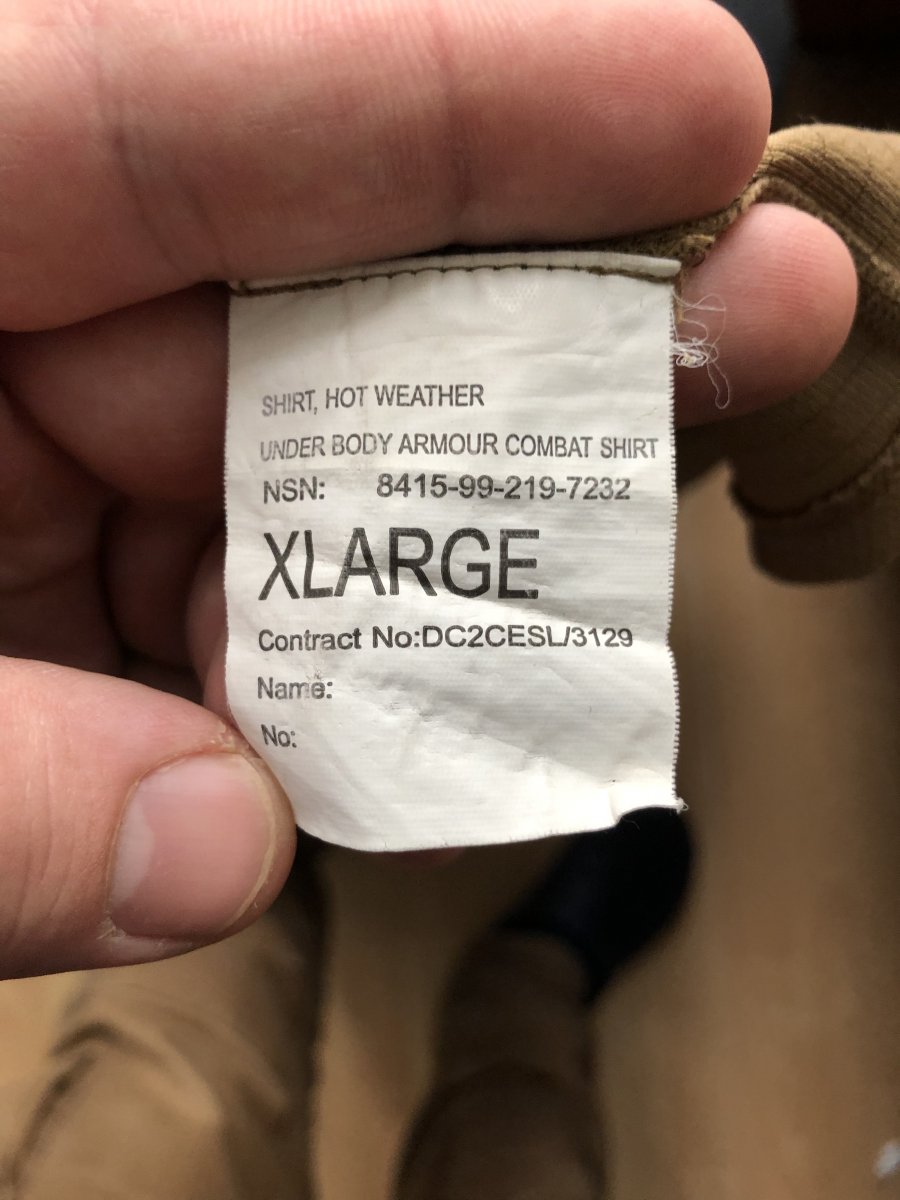 SHIRT, HOT WEATHER
UNDER BODY ARMOUR COMBAT SHIRT
NSN: 8415-99-219-7232
XLARGE
Contract No:DC2CESL/3129
Name:
No: